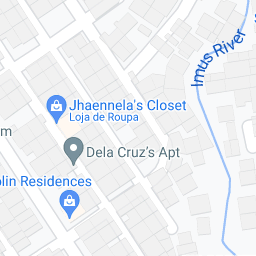 Imus River
Jhaennela's Closet
Loja de Roupa
m
Dela Cruz's Apt
olin Residences